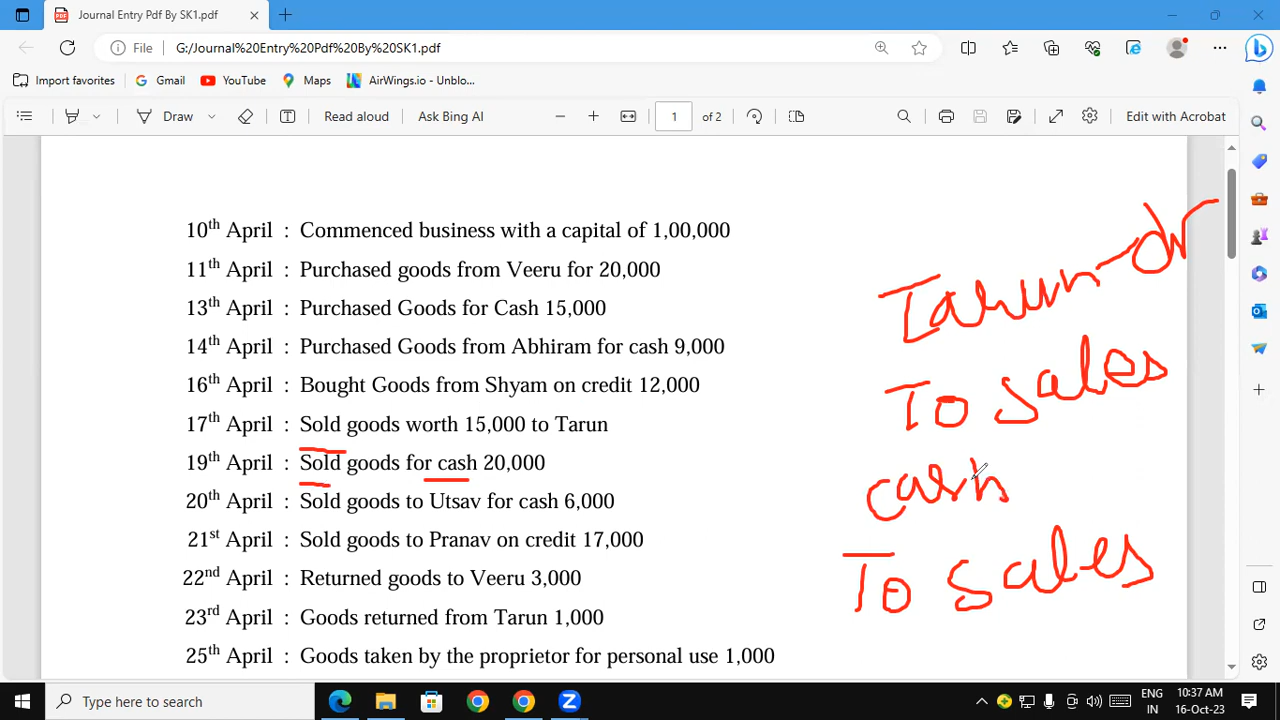 Journal Entry Pdf By SK1.pdf
File G:/Journal%20Entry%20Pdf%20By%20SK1.pdf
Import favorites Gmail YouTube Maps AirWings.io - Unblo...
Draw Read aloud Ask Bing AI 1 of 2 Edit with Acrobat
10th April : Commenced business with a capital of 1,00,000
11th April : Purchased goods from Veeru for 20,000
13th April : Purchased Goods for Cash 15,000
14th April : Purchased Goods from Abhiram for cash 9,000
16th April : Bought Goods from Shyam on credit 12,000
17th April : Sold goods worth 15,000 to Tarun
19th April : Sold goods for cash 20,000
20th April : Sold goods to Utsav for cash 6,000
21st April : Sold goods to Pranav on credit 17,000
22nd April : Returned goods to Veeru 3,000
23rd April : Goods returned from Tarun 1,000
25th April : Goods taken by the proprietor for personal use 1,000
Tarun-dr
To sales
cash
To sales
Type here to search
ENG
IN
10:37 AM
16-Oct-23